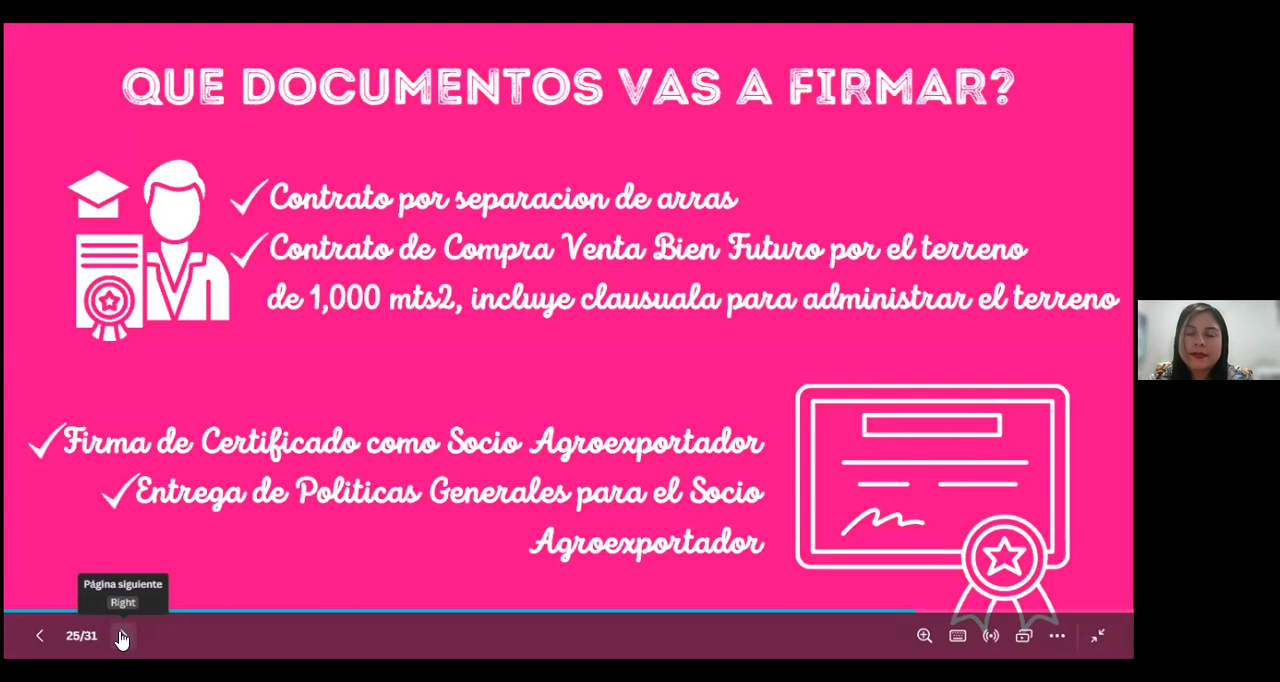 QUE DOCUMENTOS VAS A FIRMAR?
Contrato por separacion de arras
Contrato de Compra Venta Bien Futuro por el terreno
de 1,000 mts2, incluye clausuala para administrar el terreno
Firma de Certificado como Socio Agroexportador
Entrega de Politicas Generales para el Socio
Agroexportador
Página siguiente
Right
25/31